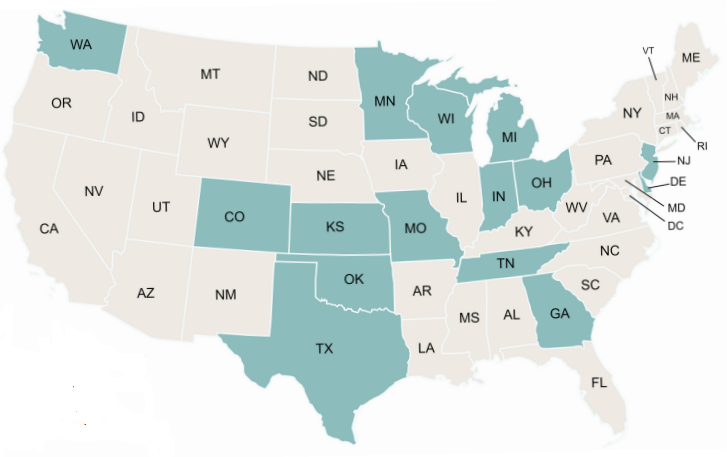 WA
MT
ND
MN
VT
ME
OR
ID
SD
WI
MI
NY
NH
MA
CT
RI
WY
IA
PA
NJ
NV
UT
NE
IL
IN
OH
DE
CO
KS
MO
KY
WV
VA
MD
DC
CA
AZ
NM
OK
AR
TN
NC
SC
TX
LA
MS
AL
GA
FL